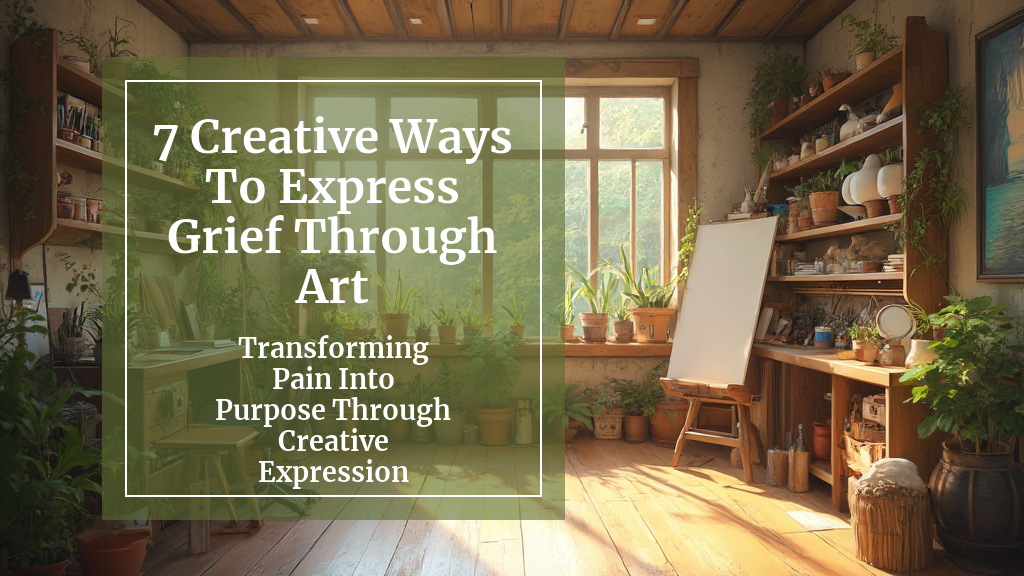 7 Creative Ways
To Express
Grief Through
Art
Transforming
Pain Into
Purpose Through
Creative
Expression